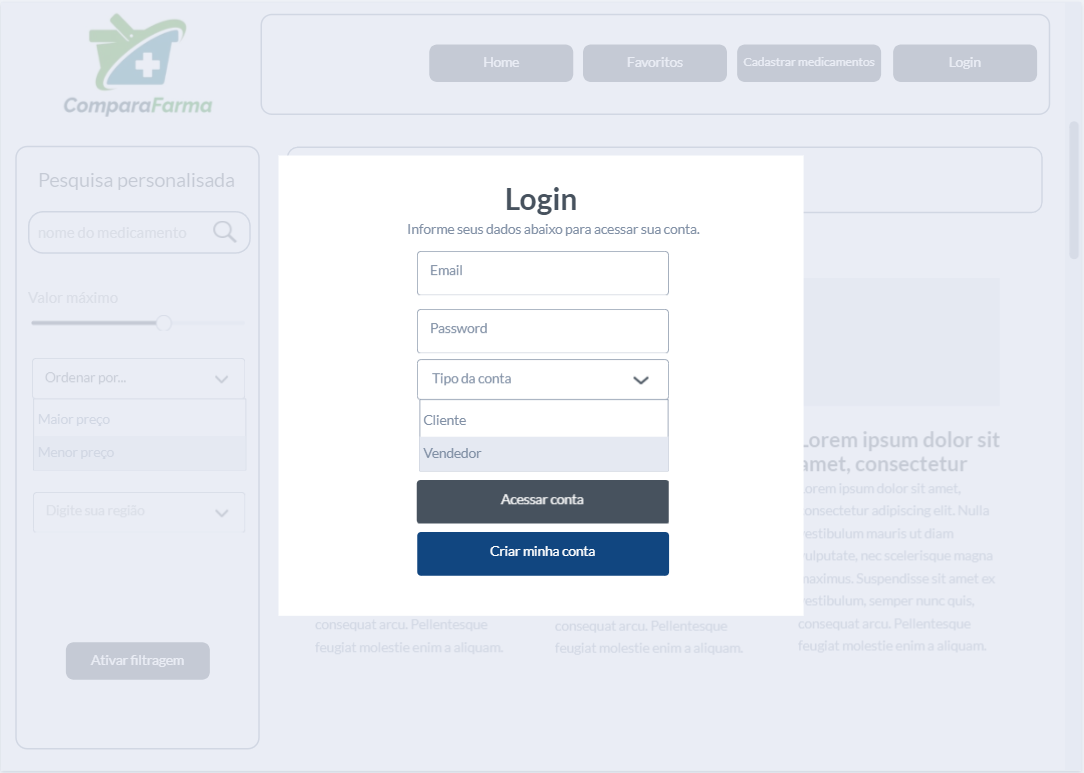 ComparaFarma
Home
Favoritos
Cadastrar medicamentos
Login
Pesquisa personalisada
nome do medicamento
Valor máximo
Ordenar por...
Maior preço
Menor preço
Digite sua região
Ativar filtragem
Login
Informe seus dados abaixo para acessar sua conta.
Email
Password
Tipo da conta
Cliente
Vendedor
Acessar conta
Criar minha conta
consequat arcu. Pellentesque
feugiat molestie enim a aliquam.
consequat arcu. Pellentesque
feugiat molestie enim a aliquam.
Lorem ipsum dolor sit
amet, consectetur
Lorem ipsum dolor sit amet,
consectetur adipiscing elit. Nulla
vestibulum mauris ut diam
vulputate, nec scelerisque magna
maximus. Suspendisse sit amet ex
vestibulum, semper nunc quis,
consequat arcu. Pellentesque
feugiat molestie enim a aliquam.